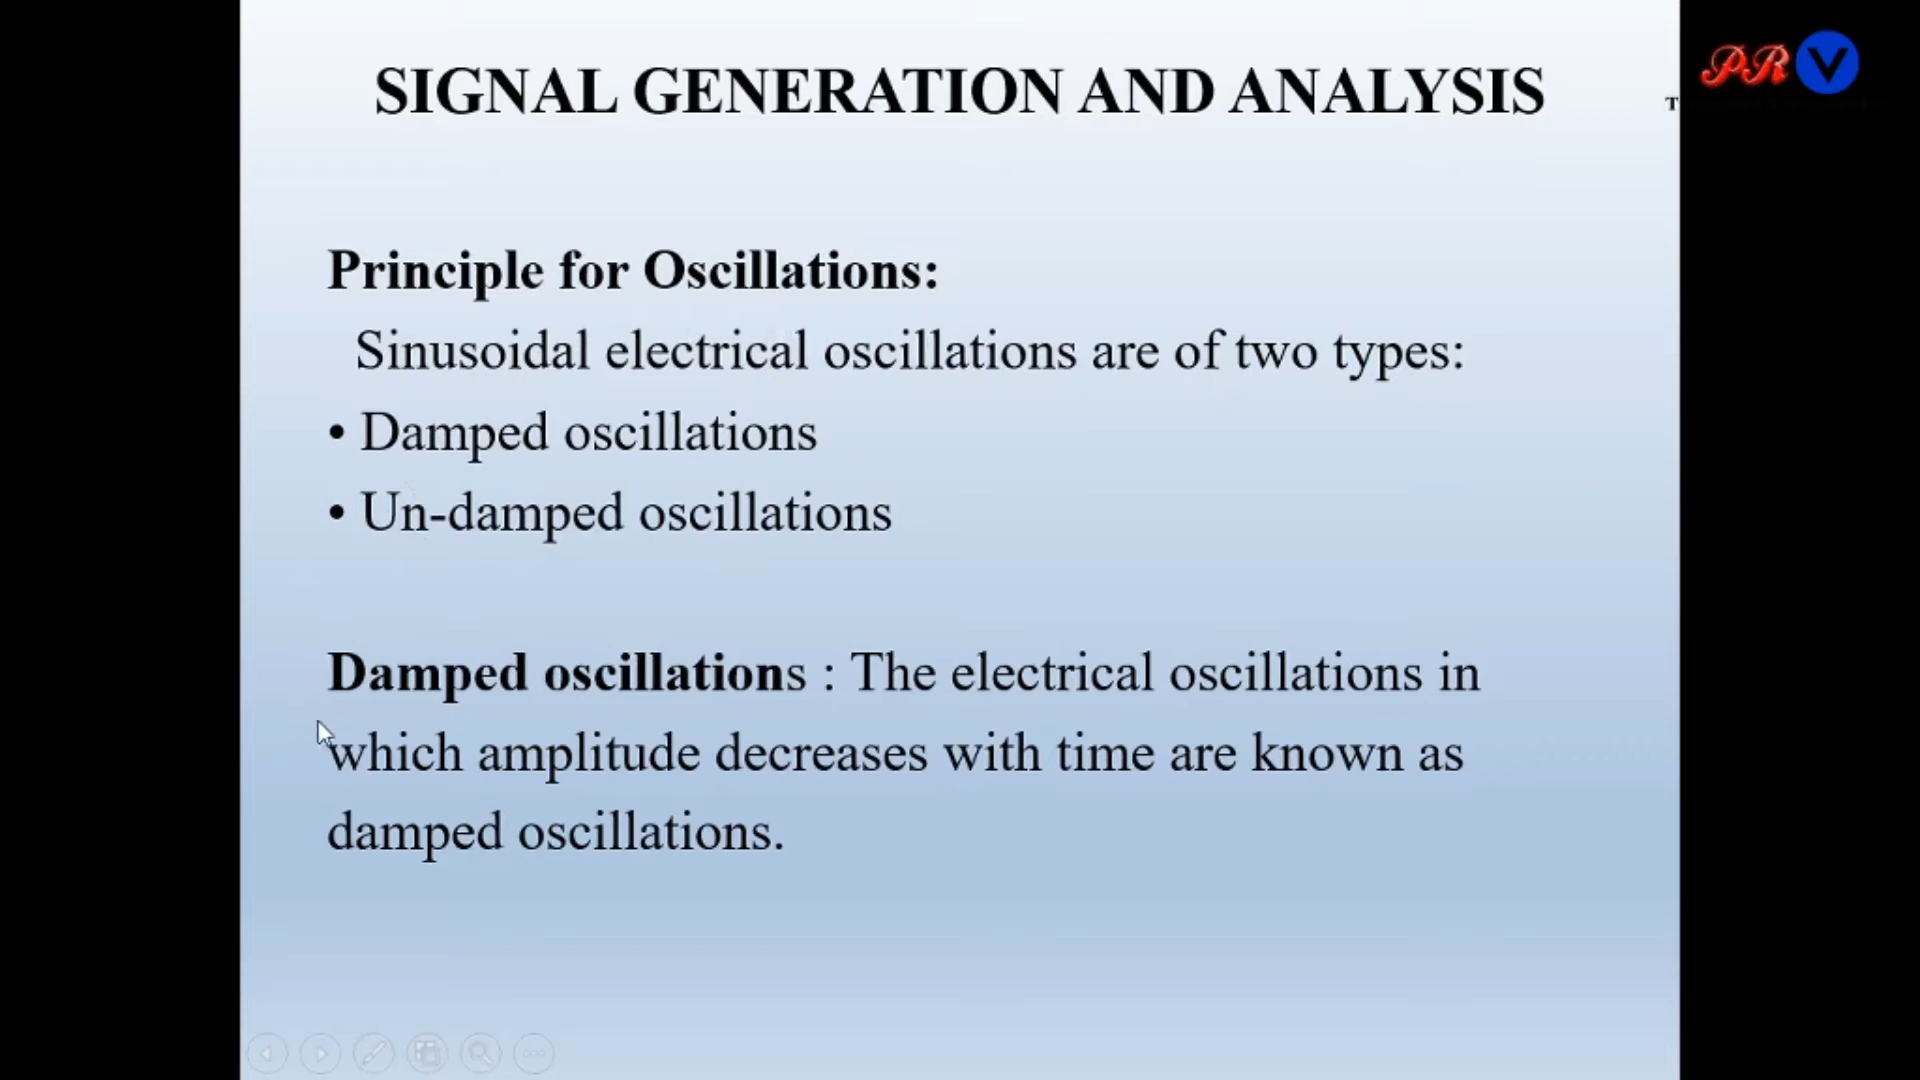 SIGNAL GENERATION AND ANALYSIS
PR V
T
Principle for Oscillations:
Sinusoidal electrical oscillations are of two types:
• Damped oscillations
• Un-damped oscillations
Damped oscillations : The electrical oscillations in
which amplitude decreases with time are known as
damped oscillations.